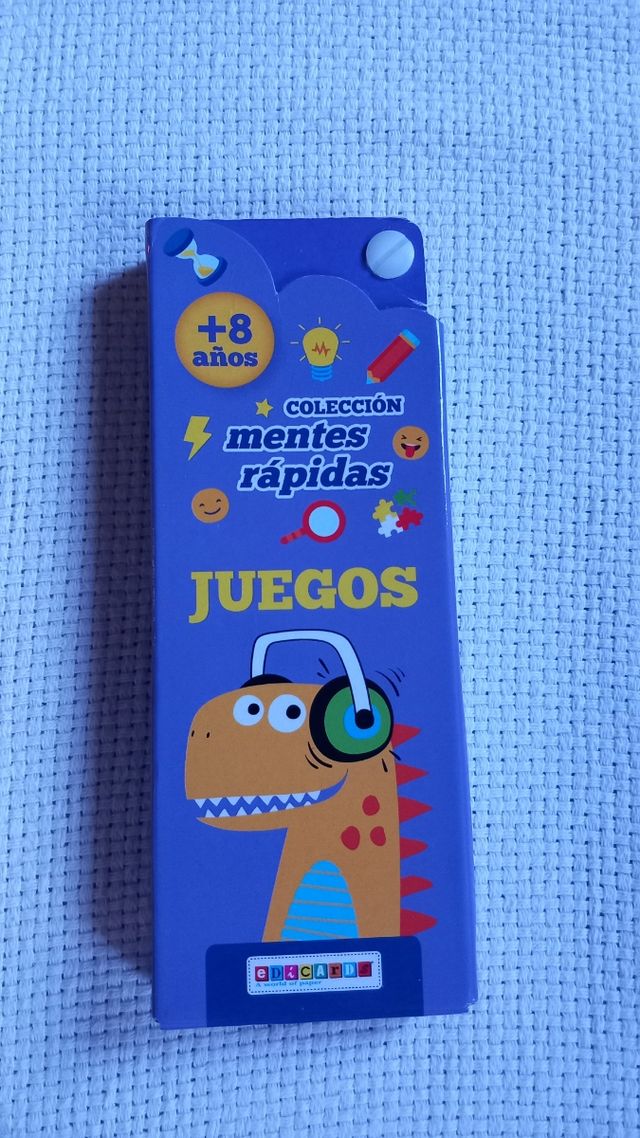 +8
años
COLECCIÓN
mentes
rápidas
JUEGOS
eDiCARDS
A world of paper